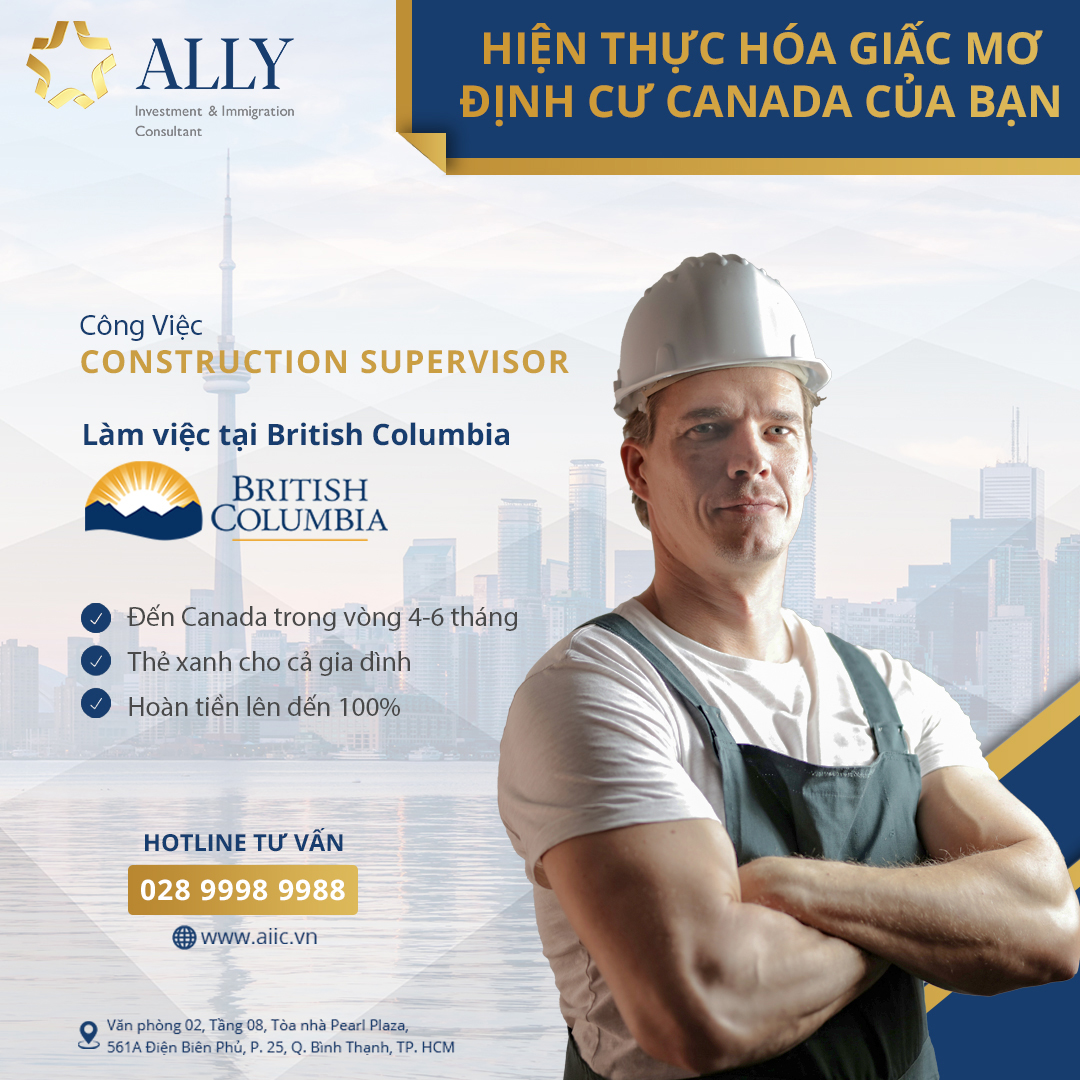 ALLY
Investment & Immigration
Consultant
HIỆN THỰC HÓA GIẤC MƠ
ĐỊNH CƯ CANADA CỦA BẠN
Công Việc
CONSTRUCTION SUPERVISOR
Làm việc tại British Columbia
BRITISH
COLUMBIA
Đến Canada trong vòng 4-6 tháng
Thẻ xanh cho cả gia đình
Hoàn tiền lên đến 100%
HOTLINE TƯ VẤN
028 9998 9988
www.aiic.vn
Văn phòng 02, Tầng 08, Tòa nhà Pearl Plaza,
561A Điện Biên Phủ, P. 25, Q. Bình Thạnh, TP. HCM